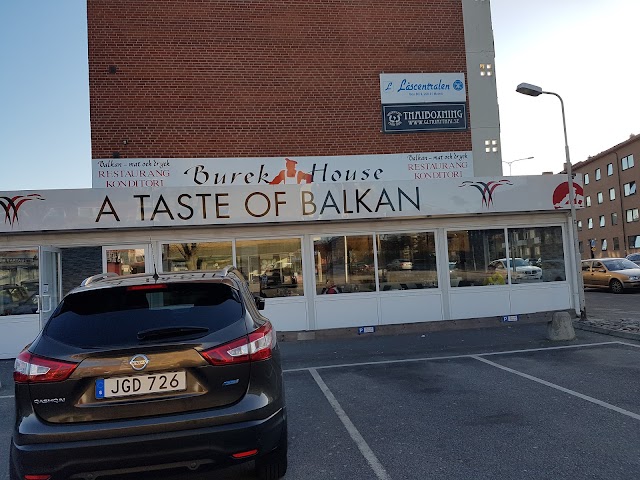 Låscentralen
THAIBOXNING
Balkan - mat och dryck
RESTAURANG
KONDITORI
Burek House
Balkan - mat och dryck
RESTAURANG
KONDITORI
A TASTE OF BALKAN
JGD 726
QASHQAI
P
P